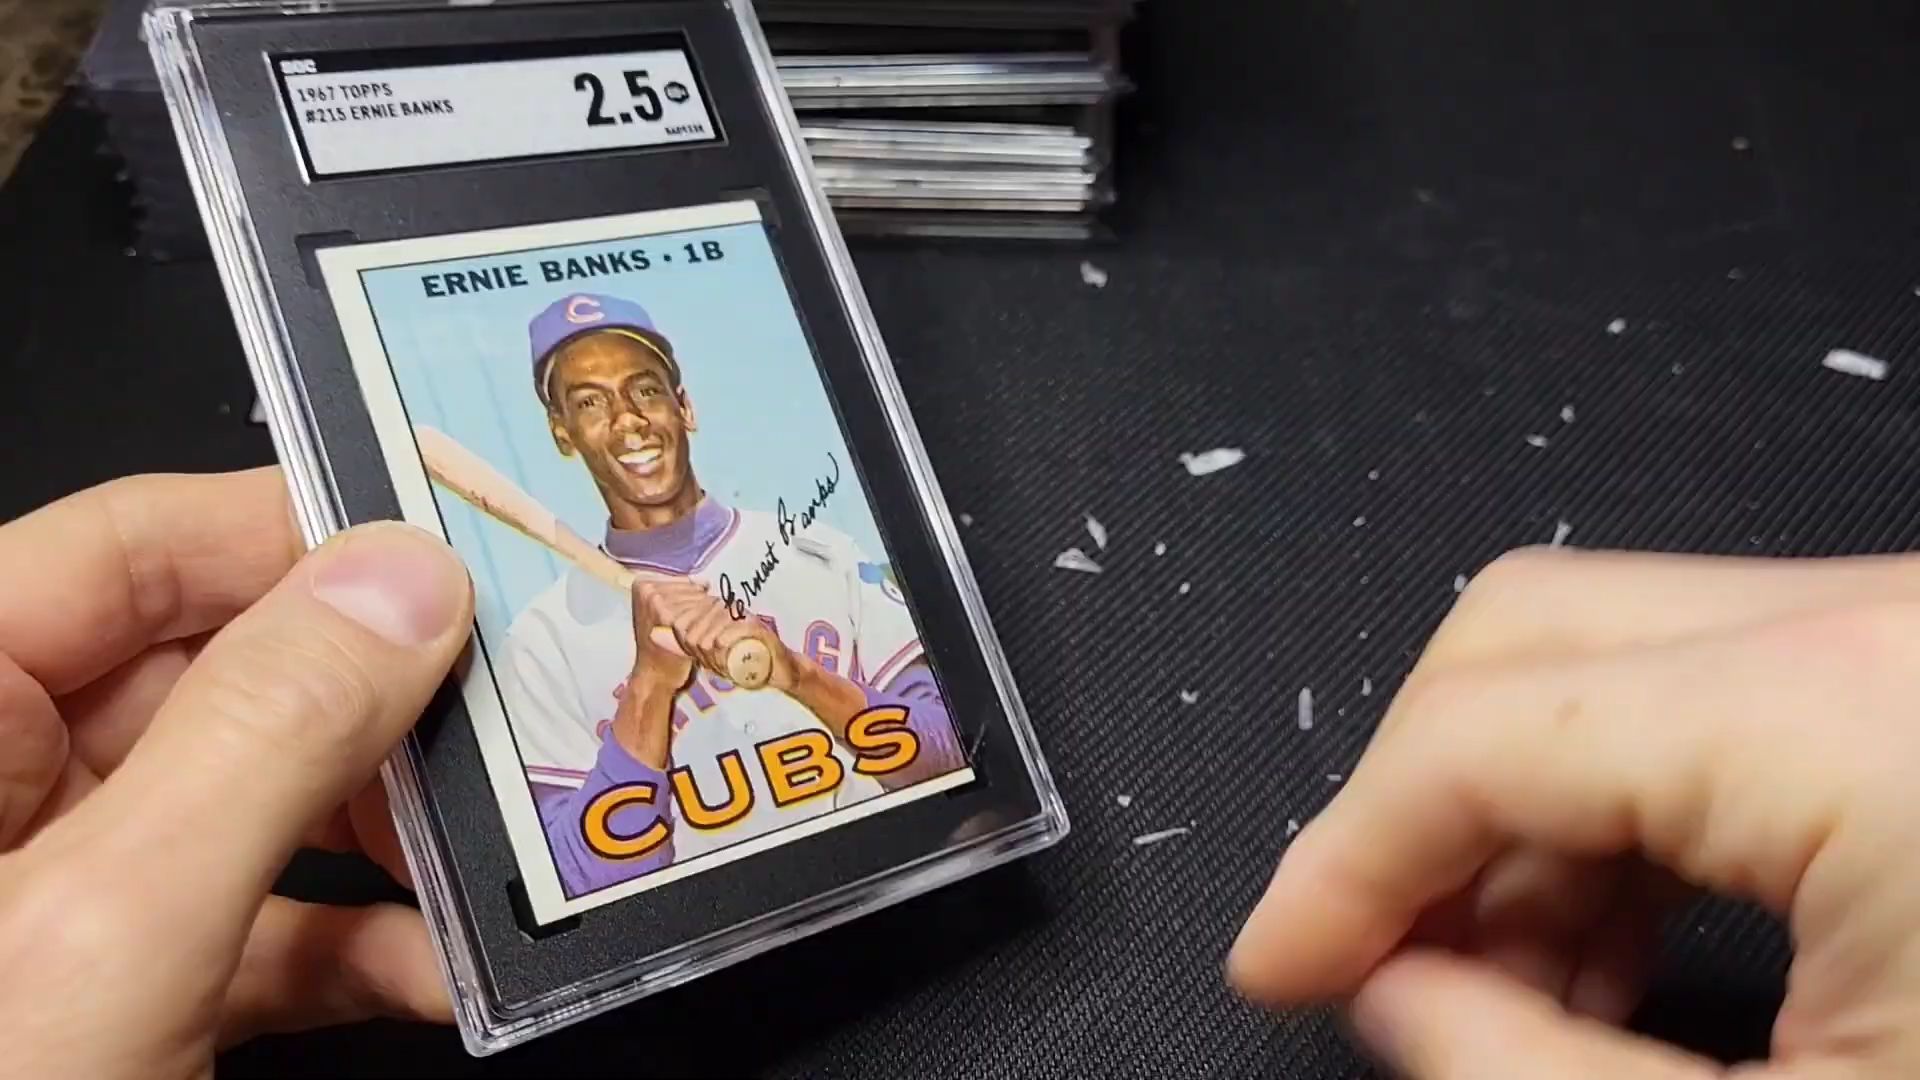 SGC
1967 TOPPS
#215 ERNIE BANKS
2.5
ERNIE BANKS • 1B
C
Ernest Banks
CUBS